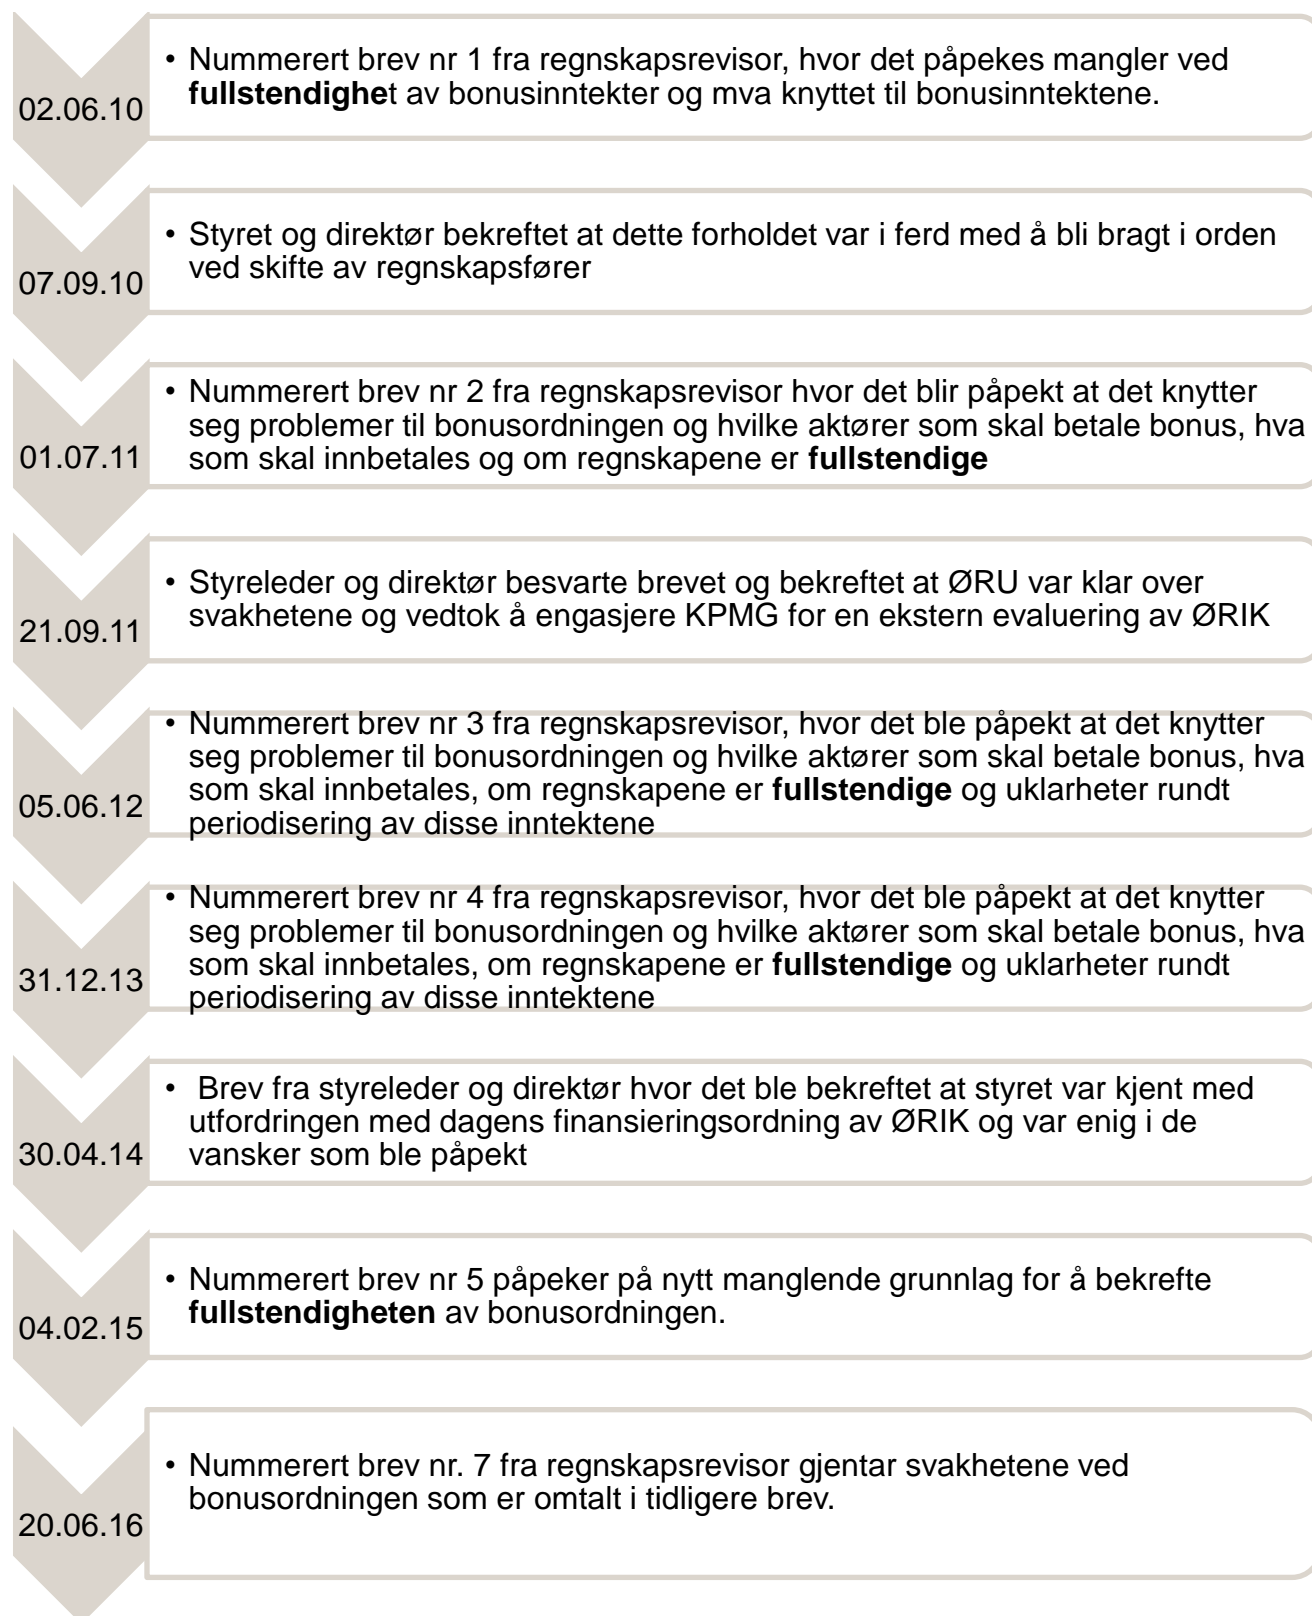 02.06.10
• Nummerert brev nr 1 fra regnskapsrevisor, hvor det påpekes mangler ved
fullstendighet av bonusinntekter og mva knyttet til bonusinntektene.
07.09.10
• Styret og direktør bekreftet at dette forholdet var i ferd med å bli bragt i orden
ved skifte av regnskapsfører
01.07.11
• Nummerert brev nr 2 fra regnskapsrevisor hvor det blir påpekt at det knytter
seg problemer til bonusordningen og hvilke aktører som skal betale bonus, hva
som skal innbetales og om regnskapene er fullstendige
21.09.11
• Styreleder og direktør besvarte brevet og bekreftet at ØRU var klar over
svakhetene og vedtok å engasjere KPMG for en ekstern evaluering av ØRIK
05.06.12
• Nummerert brev nr 3 fra regnskapsrevisor, hvor det ble påpekt at det knytter
seg problemer til bonusordningen og hvilke aktører som skal betale bonus, hva
som skal innbetales, om regnskapene er fullstendige og uklarheter rundt
periodisering av disse inntektene
31.12.13
• Nummerert brev nr 4 fra regnskapsrevisor, hvor det ble påpekt at det knytter
seg problemer til bonusordningen og hvilke aktører som skal betale bonus, hva
som skal innbetales, om regnskapene er fullstendige og uklarheter rundt
periodisering av disse inntektene
30.04.14
• Brev fra styreleder og direktør hvor det ble bekreftet at styret var kjent med
utfordringen med dagens finansieringsordning av ØRIK og var enig i de
vansker som ble påpekt
04.02.15
• Nummerert brev nr 5 påpeker på nytt manglende grunnlag for å bekrefte
fullstendigheten av bonusordningen.
20.06.16
• Nummerert brev nr. 7 fra regnskapsrevisor gjentar svakhetene ved
bonusordningen som er omtalt i tidligere brev.